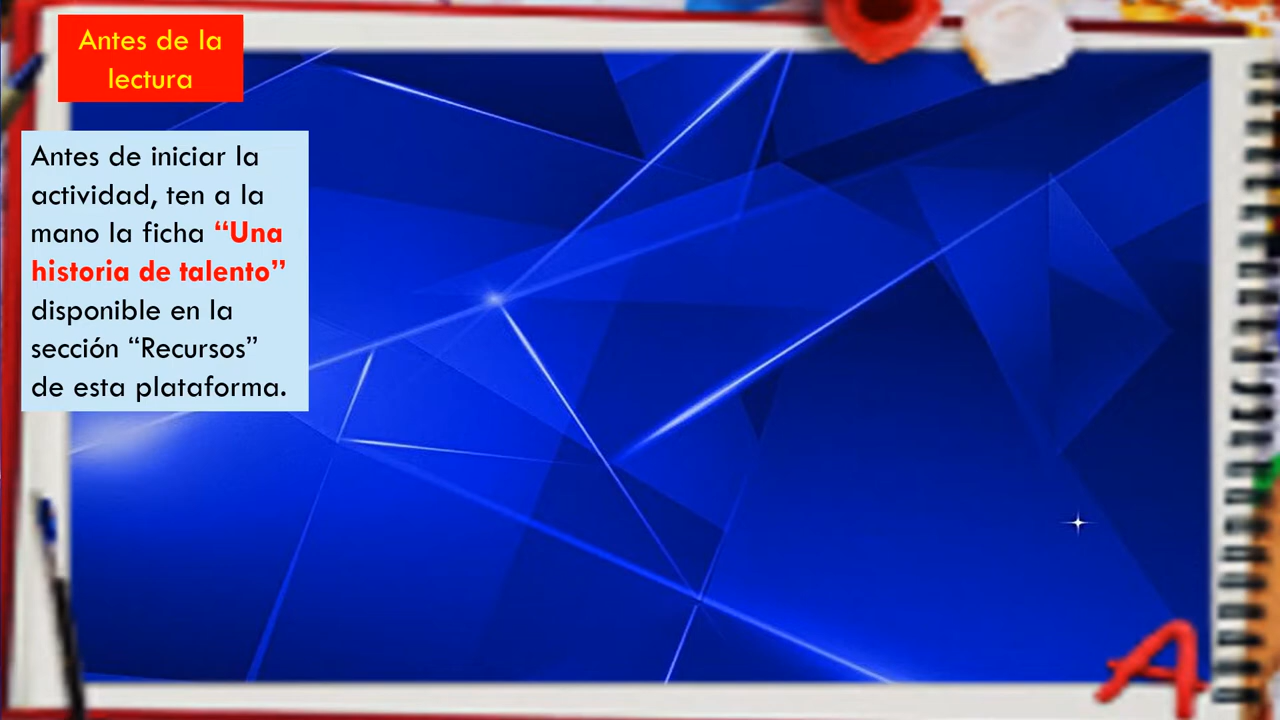 Antes de la
lectura
Antes de iniciar la
actividad, ten a la
mano la ficha “Una
historia de talento”
disponible en la
sección “Recursos”
de esta plataforma.
A